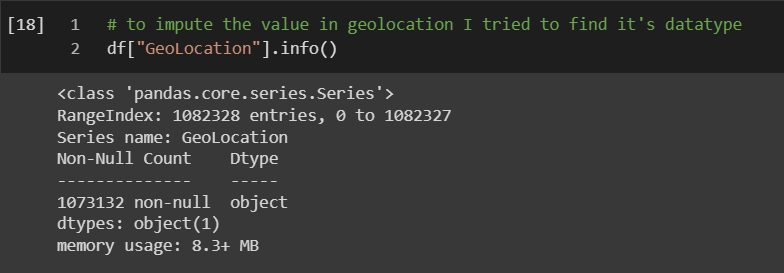 [18] 1 # to impute the value in geolocation I tried to find it's datatype
2 df["GeoLocation"].info()
<class 'pandas.core.series.Series'>
RangeIndex: 1082328 entries, 0 to 1082327
Series name: GeoLocation
Non-Null Count    Dtype
--------------    -----
1073132 non-null  object
dtypes: object(1)
memory usage: 8.3+ MB